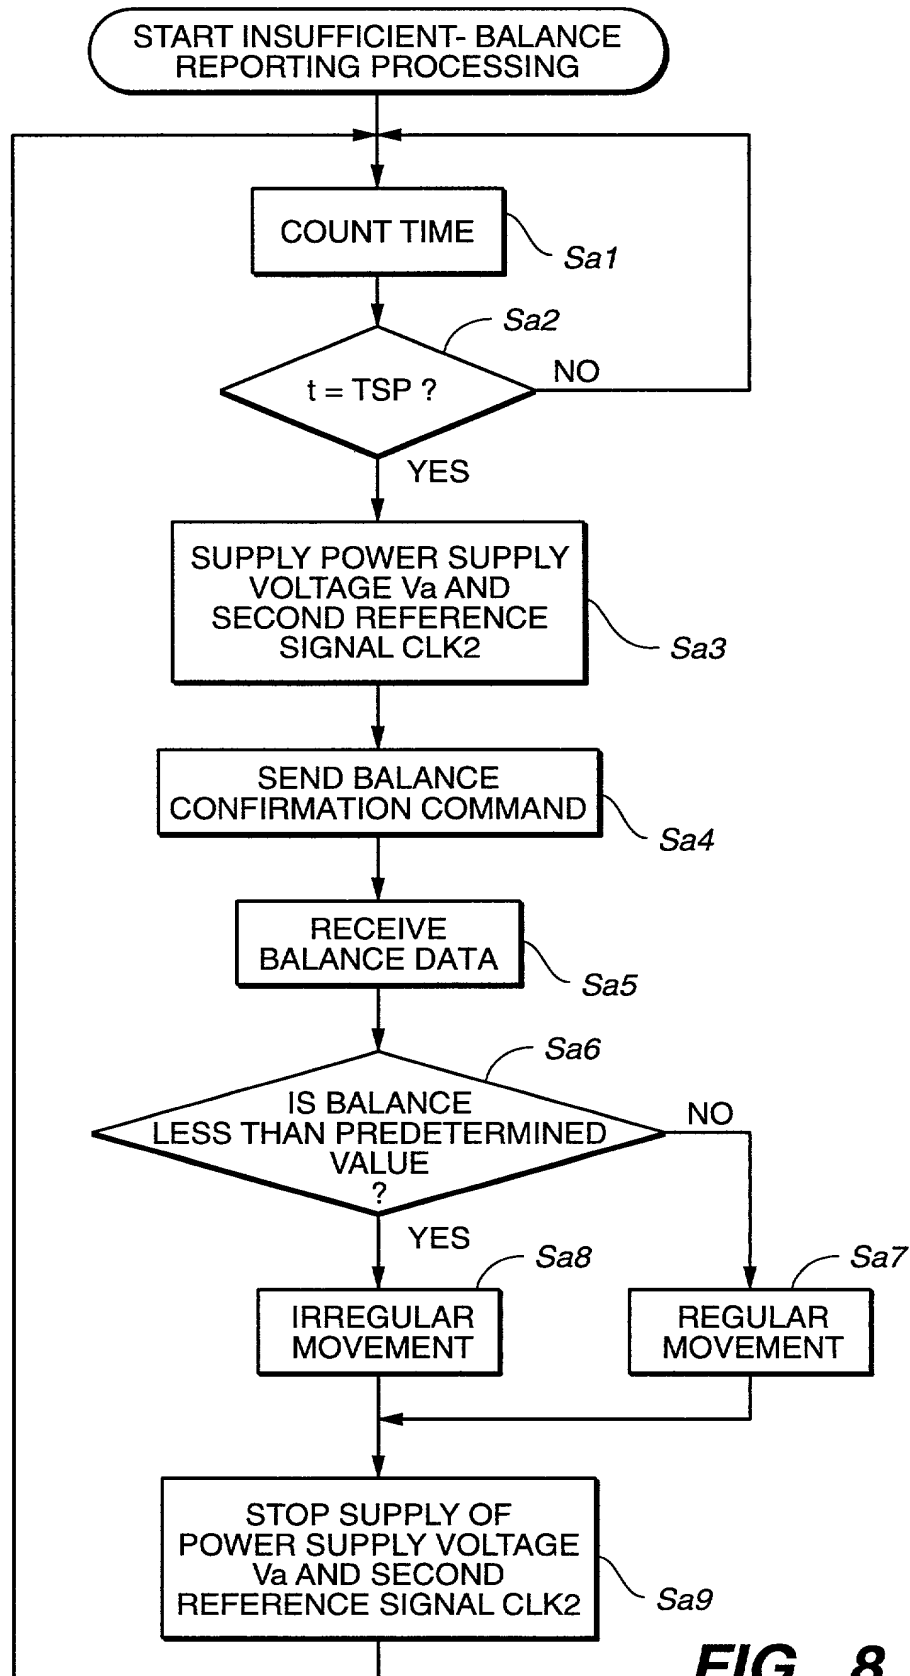 START INSUFFICIENT- BALANCE
REPORTING PROCESSING
COUNT TIME
Sa1
Sa2
t = TSP ?
NO
YES
SUPPLY POWER SUPPLY
VOLTAGE Va AND
SECOND REFERENCE
SIGNAL CLK2
Sa3
SEND BALANCE
CONFIRMATION COMMAND
Sa4
RECEIVE
BALANCE DATA
Sa5
Sa6
IS BALANCE
LESS THAN PREDETERMINED
VALUE
?
NO
YES
Sa8
Sa7
IRREGULAR
MOVEMENT
REGULAR
MOVEMENT
STOP SUPPLY OF
POWER SUPPLY VOLTAGE
Va AND SECOND
REFERENCE SIGNAL CLK2
Sa9
FIG_ 8